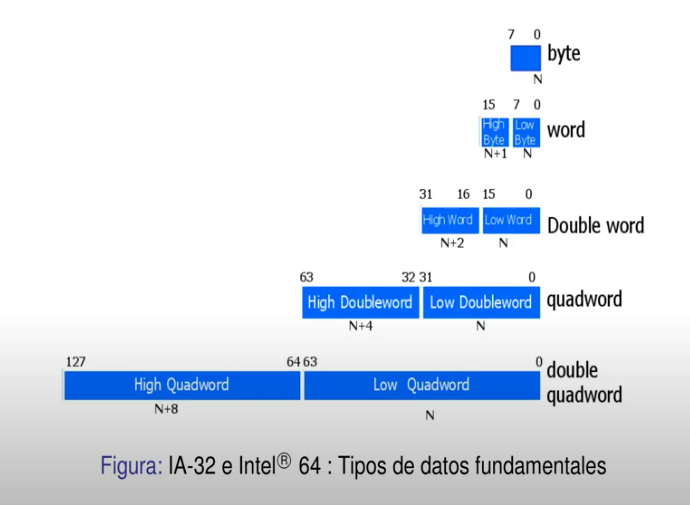 7 0
byte
N
15 7 0
High Byte
Low Byte
word
N+1 N
31 16 15 0
High Word Low Word
Double word
N+2 N
63 32 31 0
High Doubleword Low Doubleword
quadword
N+4 N
127 64 63 0
High Quadword Low Quadword
double
quadword
N+8 N
Figura: IA-32 e Intel® 64 : Tipos de datos fundamentales